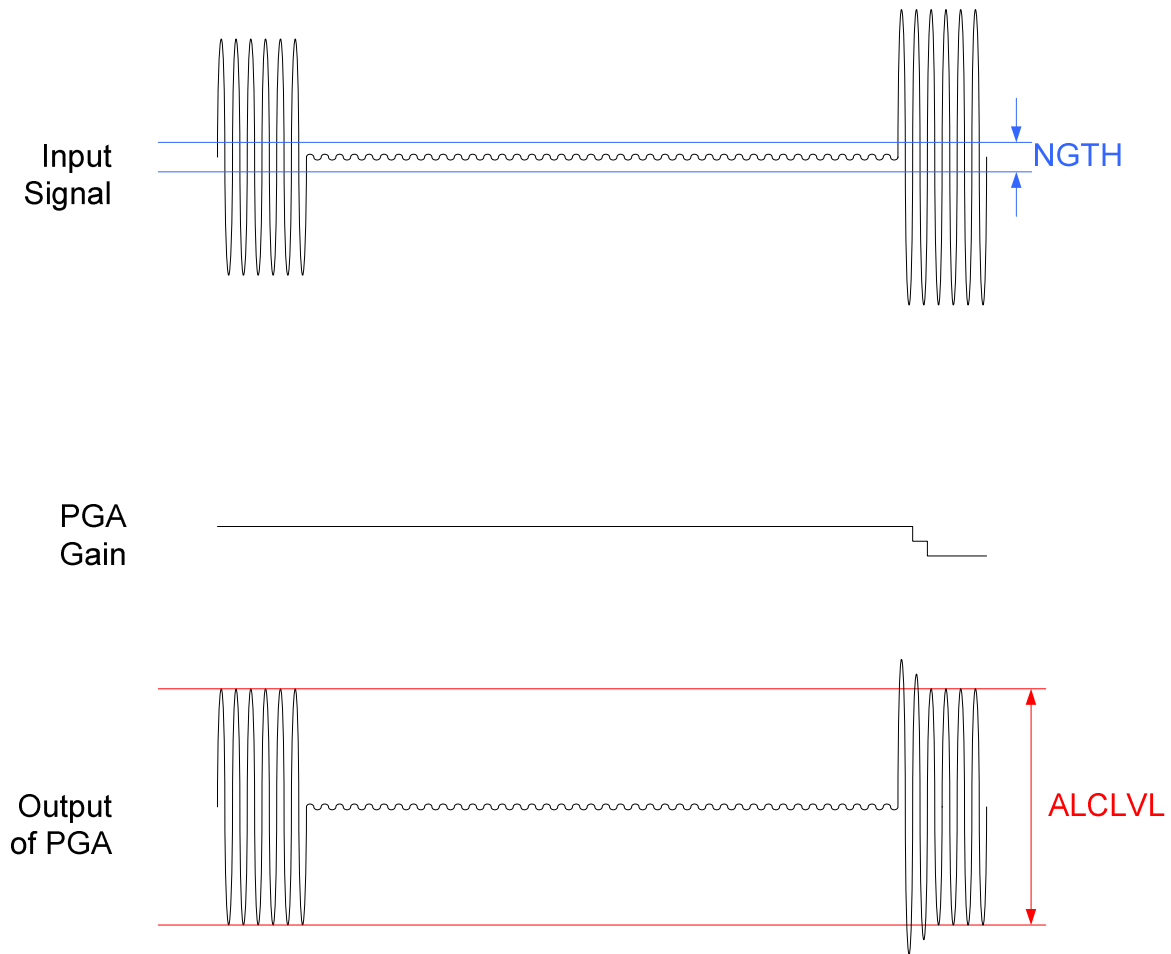 Input
Signal
NGTH
PGA
Gain
Output
of PGA
ALCLVL